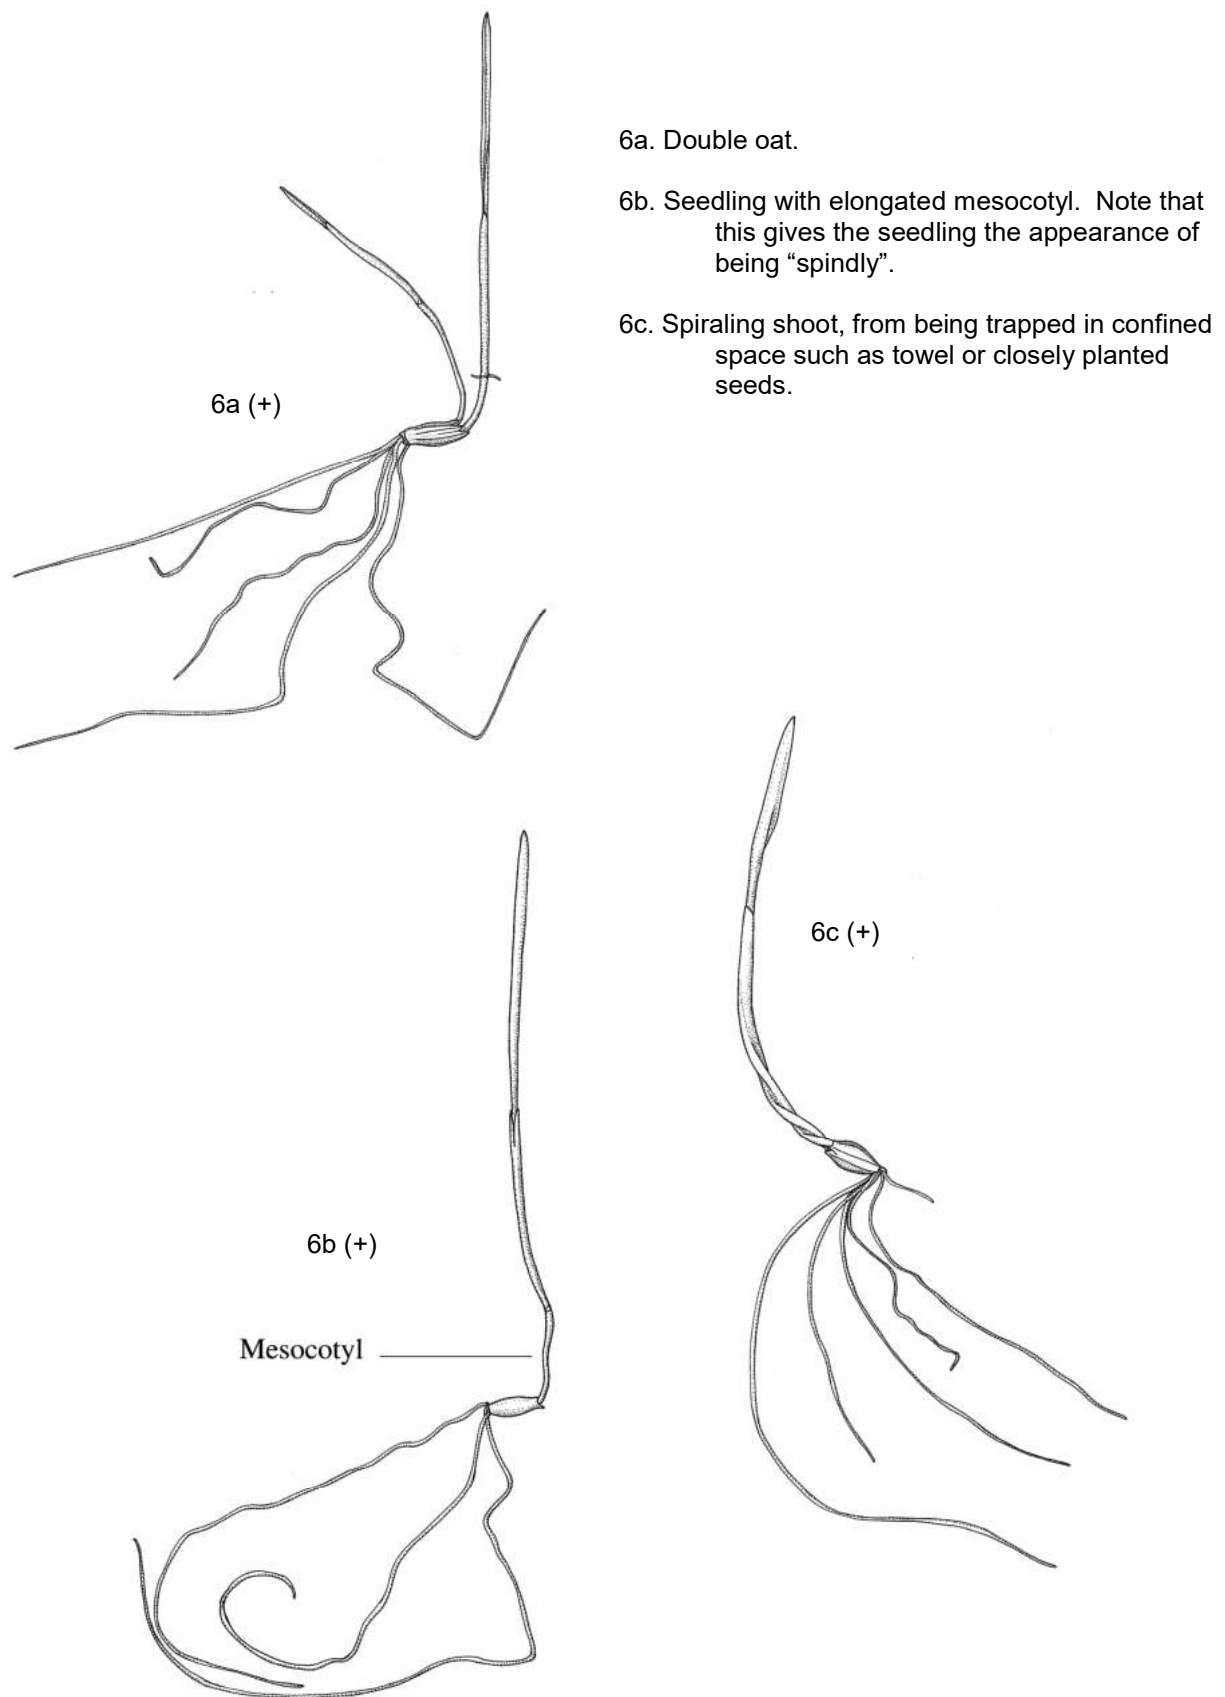 6a. Double oat.
6b. Seedling with elongated mesocotyl.  Note that
this gives the seedling the appearance of
being “spindly”.
6c. Spiraling shoot, from being trapped in confined
space such as towel or closely planted
seeds.
6a (+)
6c (+)
6b (+)
Mesocotyl